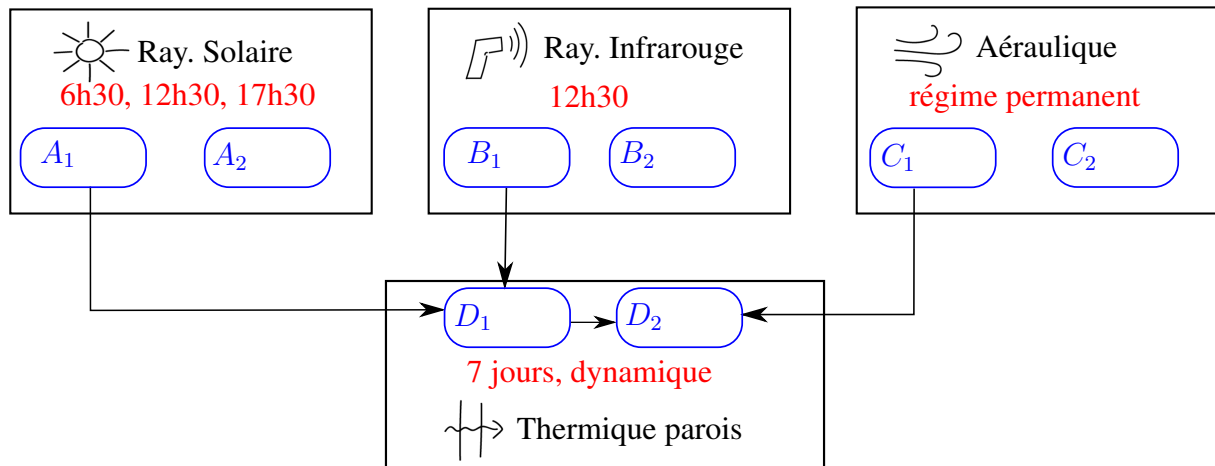 Ray. Solaire
6h30, 12h30, 17h30
A₁
A₂
Ray. Infrarouge
12h30
B₁
B₂
Aéraulique
régime permanent
C₁
C₂
D₁
D₂
7 jours, dynamique
Thermique parois